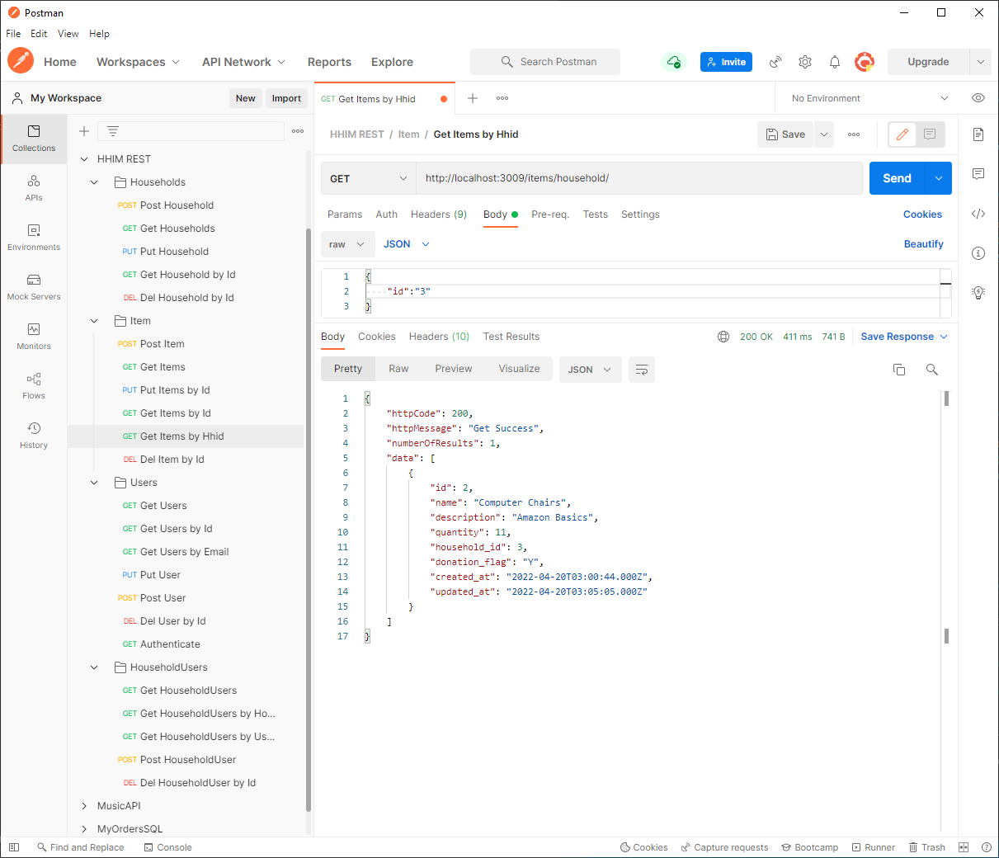 Postman
File Edit View Help
Home Workspaces API Network Reports Explore Search Postman Invite Upgrade
My Workspace New Import
GET Get Items by Hhid No Environment
HHIM REST / Item / Get Items by Hhid Save
GET http://localhost:3009/items/household/ Send
Params Auth Headers (9) Body Pre-req. Tests Settings Cookies
raw JSON Beautify
1 {
2 ····"id":"3"
3 }
Body Cookies Headers (10) Test Results 200 OK 411 ms 741 B Save Response
Pretty Raw Preview Visualize JSON
1 {
2 "httpCode": 200,
3 "httpMessage": "Get Success",
4 "numberOfResults": 1,
5 "data": [
6 {
7 "id": 2,
8 "name": "Computer Chairs",
9 "description": "Amazon Basics",
10 "quantity": 11,
11 "household_id": 3,
12 "donation_flag": "Y",
13 "created_at": "2022-04-20T03:00:44.000Z",
14 "updated_at": "2022-04-20T03:05:05.000Z"
15 }
16 ]
17 }
Collections
APIs
Environments
Mock Servers
Monitors
Flows
History
HHIM REST
Households
POST Post Household
GET Get Households
PUT Put Household
GET Get Household by Id
DEL Del Household by Id
Item
POST Post Item
GET Get Items
PUT Put Items by Id
GET Get Items by Id
GET Get Items by Hhid
DEL Del Item by Id
Users
GET Get Users
GET Get Users by Id
GET Get Users by Email
PUT Put User
POST Post User
DEL Del User by Id
GET Authenticate
HouseholdUsers
GET Get HouseholdUsers
GET Get HouseholdUsers by Ho...
GET Get HouseholdUsers by Us...
POST Post HouseholdUser
DEL Del HouseholdUser by Id
MusicAPI
MyOrdersSQL
Find and Replace Console Cookies Capture requests Bootcamp Runner Trash